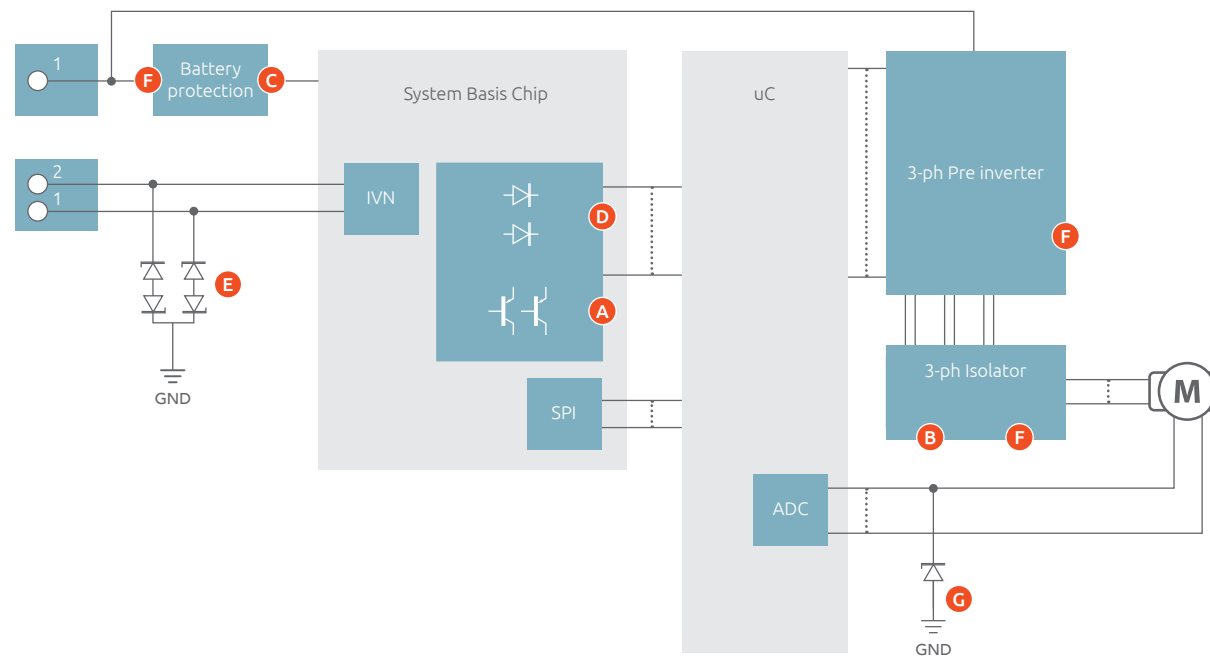 1
F
Battery
protection
C
System Basis Chip
uC
3-ph Pre inverter
F
2
1
IVN
D
E
A
GND
SPI
3-ph Isolator
B
F
M
ADC
G
GND